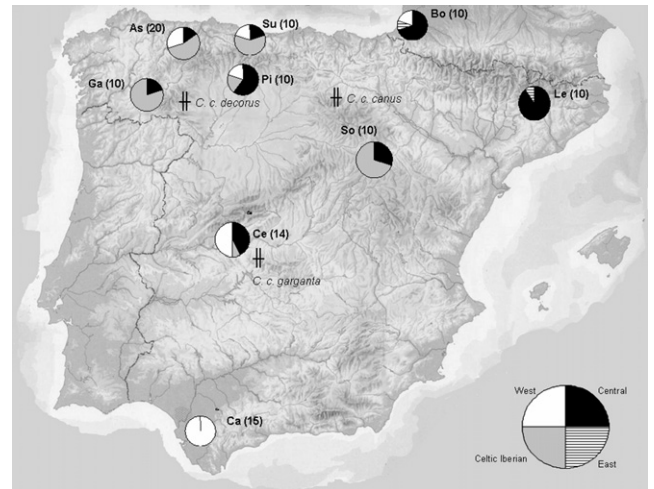 Bo (10)
As (20)
Su (10)
Ga (10)
Pi (10)
C. c. decorus
C. c. canus
Le (10)
So (10)
Ce (14)
C. c. garganta
Ca (15)
West
Central
Celtic Iberian
East